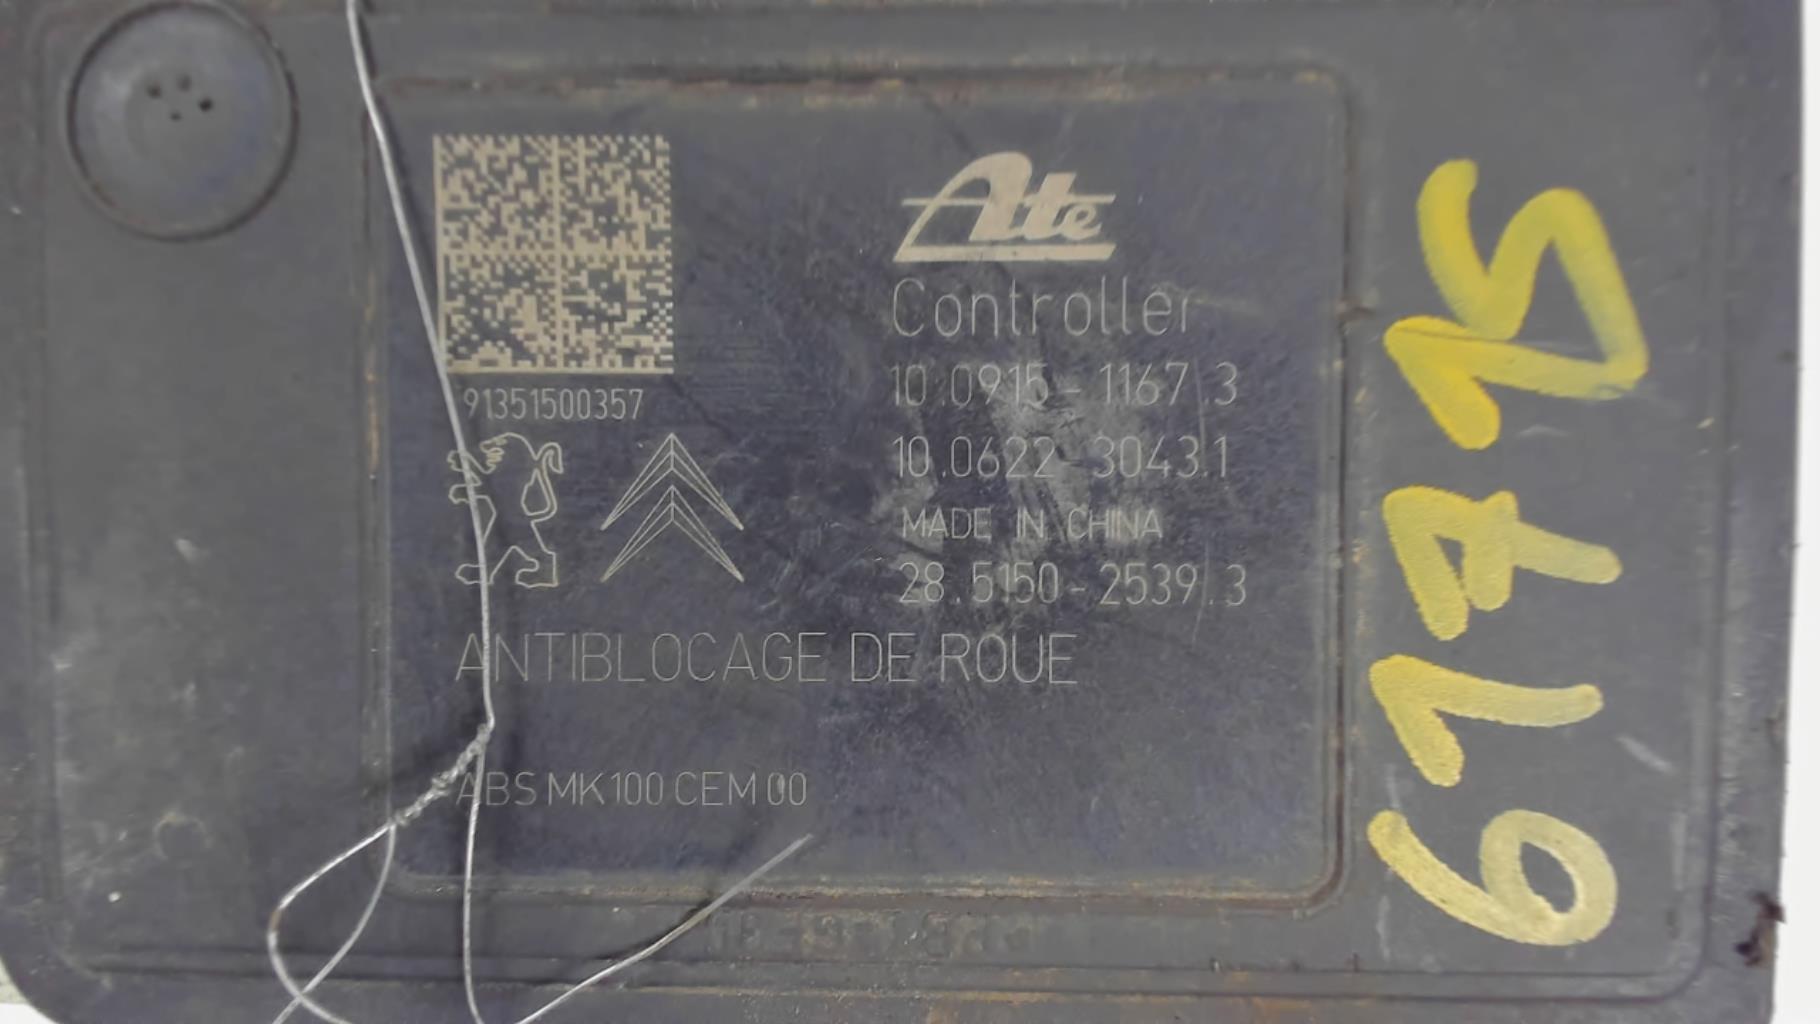 Ate
Controller
10.0915-1167.3
91351500357
10.0622-3043.1
MADE IN CHINA
28.5150-2539.3
ANTIBLOCAGE DE ROUE
ABS MK100 CEM 00